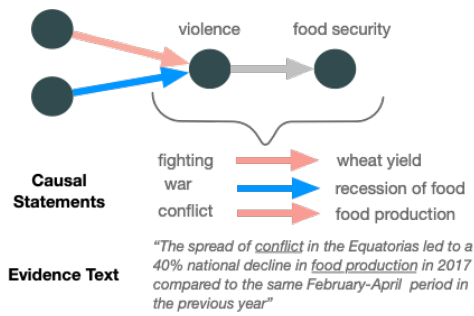 violence food security
fighting wheat yield
war recession of food
conflict food production
Causal
Statements
Evidence Text
“The spread of conflict in the Equatorias led to a
40% national decline in food production in 2017
compared to the same February-April period in
the previous year”